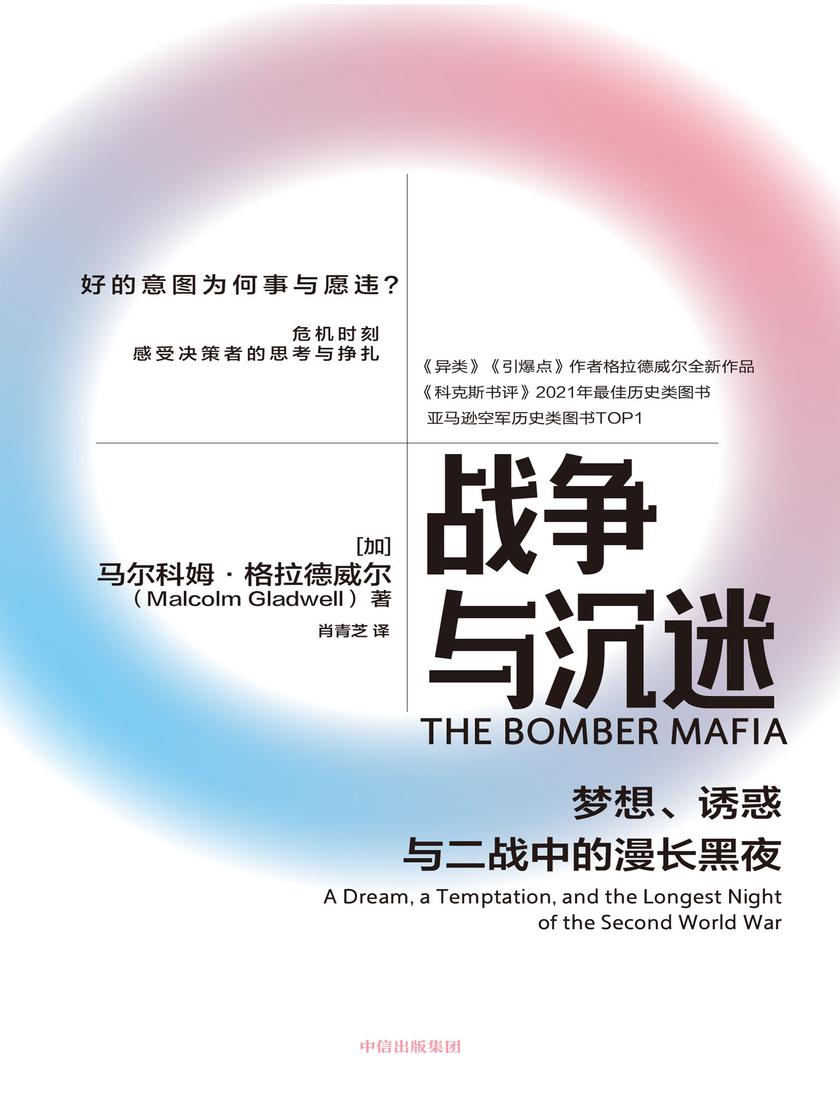 好的意图为何事与愿违?
危机时刻
感受决策者的思考与挣扎
《异类》《引爆点》作者格拉德威尔全新作品
《科克斯书评》2021年最佳历史类图书
亚马逊空军历史类图书TOP1
[加]
马尔科姆·格拉德威尔
（Malcolm Gladwell）著
肖青芝 译
战争
与沉迷
THE BOMBER MAFIA
梦想、诱惑
与二战中的漫长黑夜
A Dream, a Temptation, and the Longest Night
of the Second World War
中信出版集团